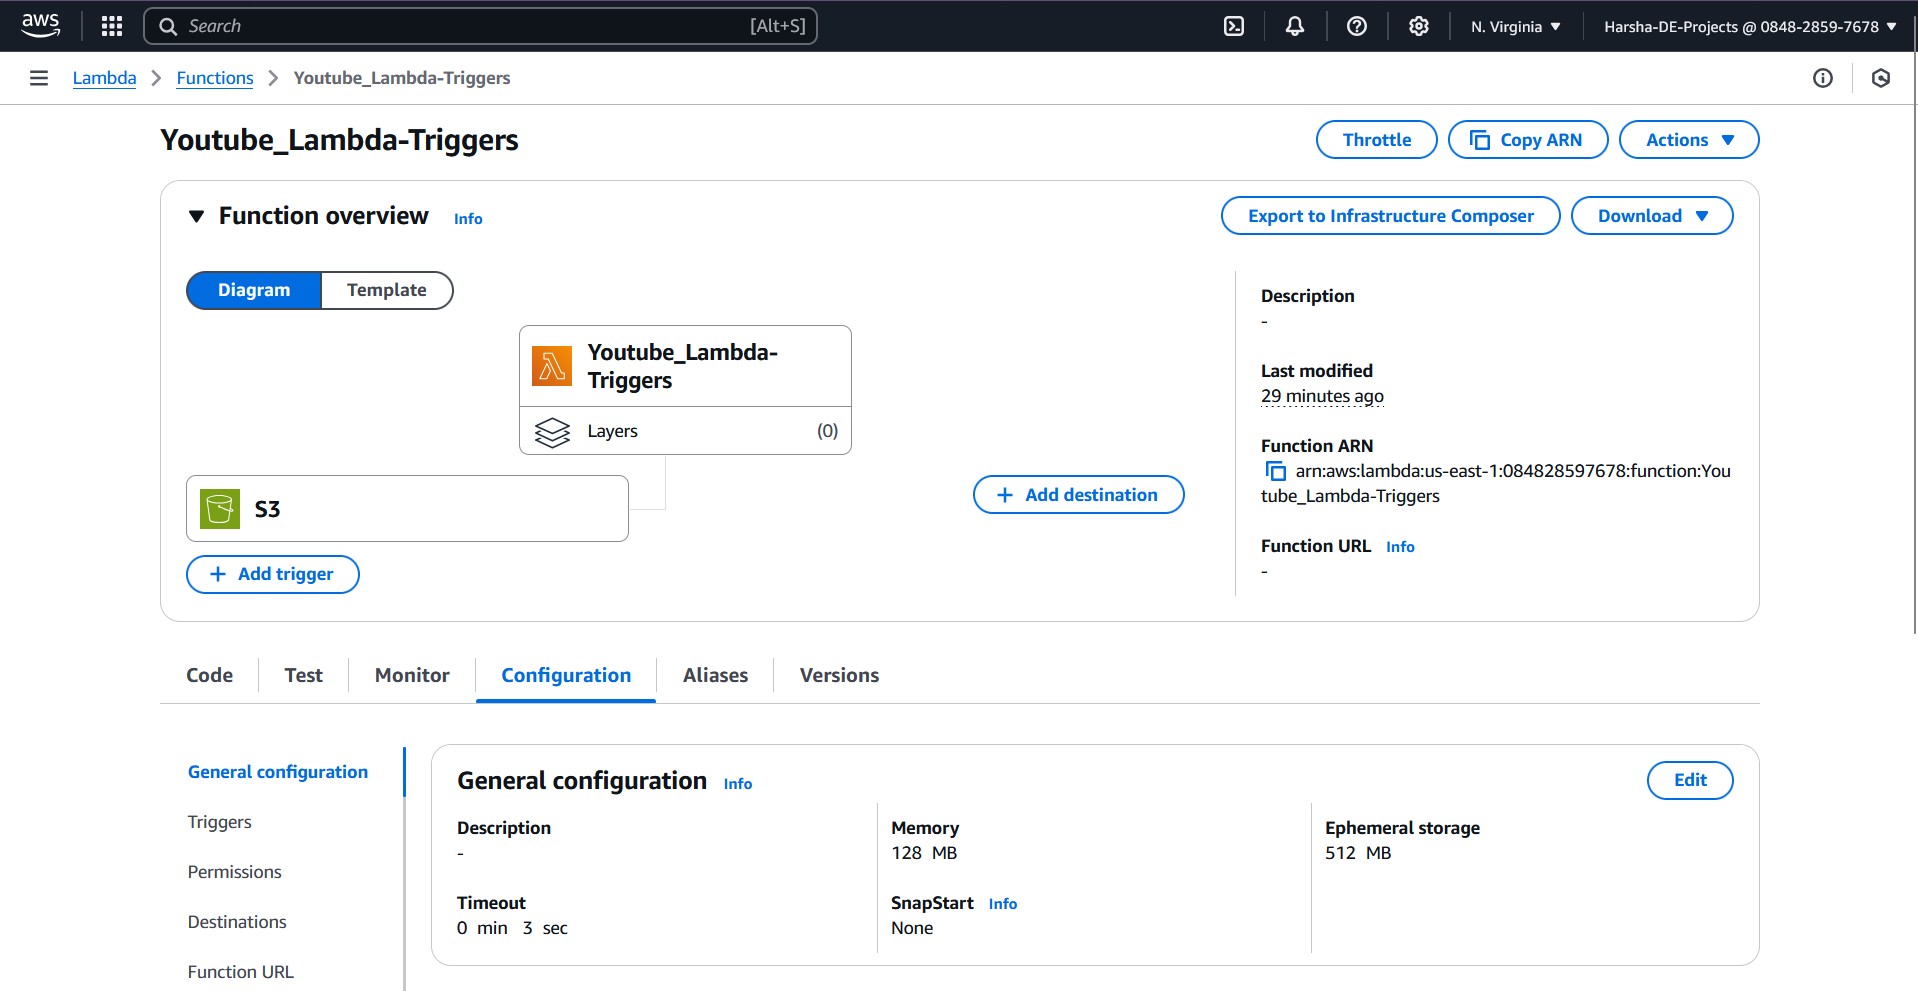 aws
Search [Alt+S]
N. Virginia
Harsha-DE-Projects @ 0848-2859-7678
Lambda
Functions
Youtube_Lambda-Triggers
Youtube_Lambda-Triggers
Throttle
Copy ARN
Actions
Function overview Info
Export to Infrastructure Composer
Download
Diagram
Template
Youtube_Lambda-
Triggers
Layers (0)
S3
Add trigger
Add destination
Description
-
Last modified
29 minutes ago
Function ARN
arn:aws:lambda:us-east-1:084828597678:function:You
tube_Lambda-Triggers
Function URL Info
-
Code
Test
Monitor
Configuration
Aliases
Versions
General configuration
Triggers
Permissions
Destinations
Function URL
General configuration Info
Edit
Description
-
Timeout
0 min 3 sec
Memory
128 MB
SnapStart Info
None
Ephemeral storage
512 MB